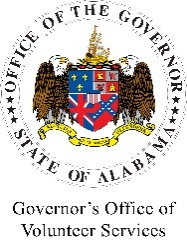 OFFICE OF THE GOVERNOR
STATE OF ALABAMA
Governor's Office of
Volunteer Services